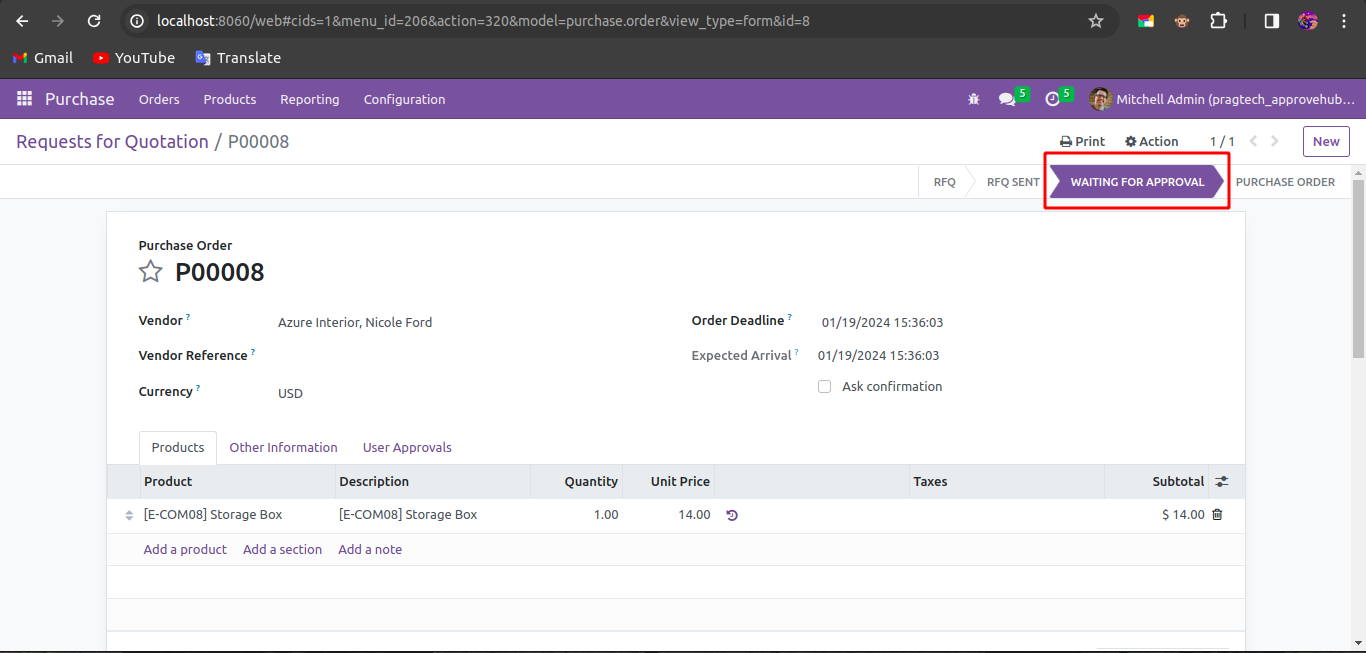 localhost:8060/web#cids=1&menu_id=206&action=320&model=purchase.order&view_type=form&id=8
Gmail YouTube Translate
Purchase Orders Products Reporting Configuration 5 5 Mitchell Admin (pragtech_approvehub…
Requests for Quotation / P00008 Print Action 1 / 1 New
RFQ RFQ SENT WAITING FOR APPROVAL PURCHASE ORDER
Purchase Order
P00008
Vendor ? Azure Interior, Nicole Ford Order Deadline ? 01/19/2024 15:36:03
Vendor Reference ? Expected Arrival ? 01/19/2024 15:36:03
Currency ? USD Ask confirmation
Products Other Information User Approvals
Product Description Quantity Unit Price Taxes Subtotal
[E-COM08] Storage Box [E-COM08] Storage Box 1.00 14.00 $ 14.00
Add a product Add a section Add a note